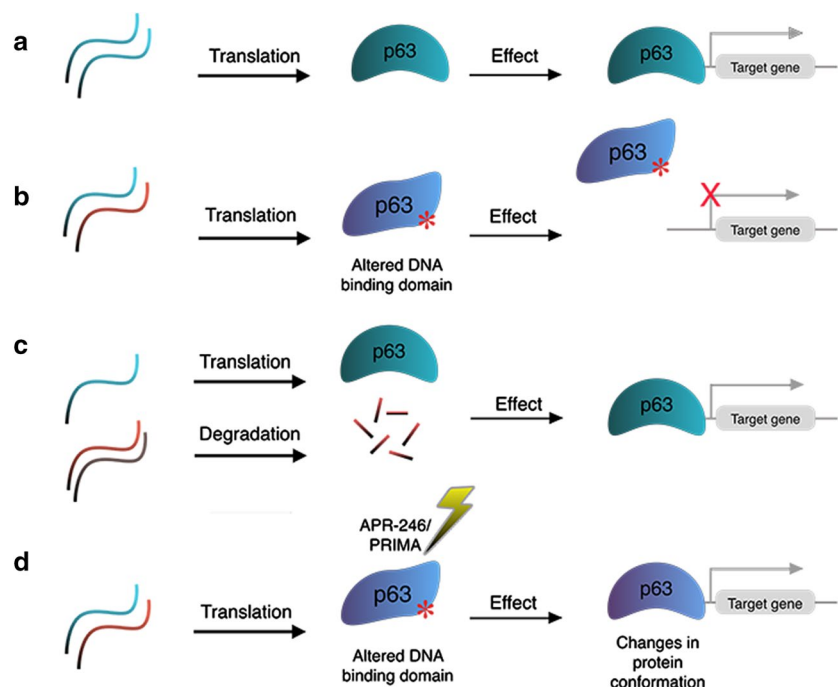 a
Translation
p63
Effect
p63
Target gene
b
Translation
p63
*
Altered DNA
binding domain
Effect
p63
*
X
Target gene
c
Translation
p63
Degradation
Effect
p63
Target gene
d
APR-246/
PRIMA
Translation
p63
*
Altered DNA
binding domain
Effect
p63
Target gene
Changes in
protein
conformation